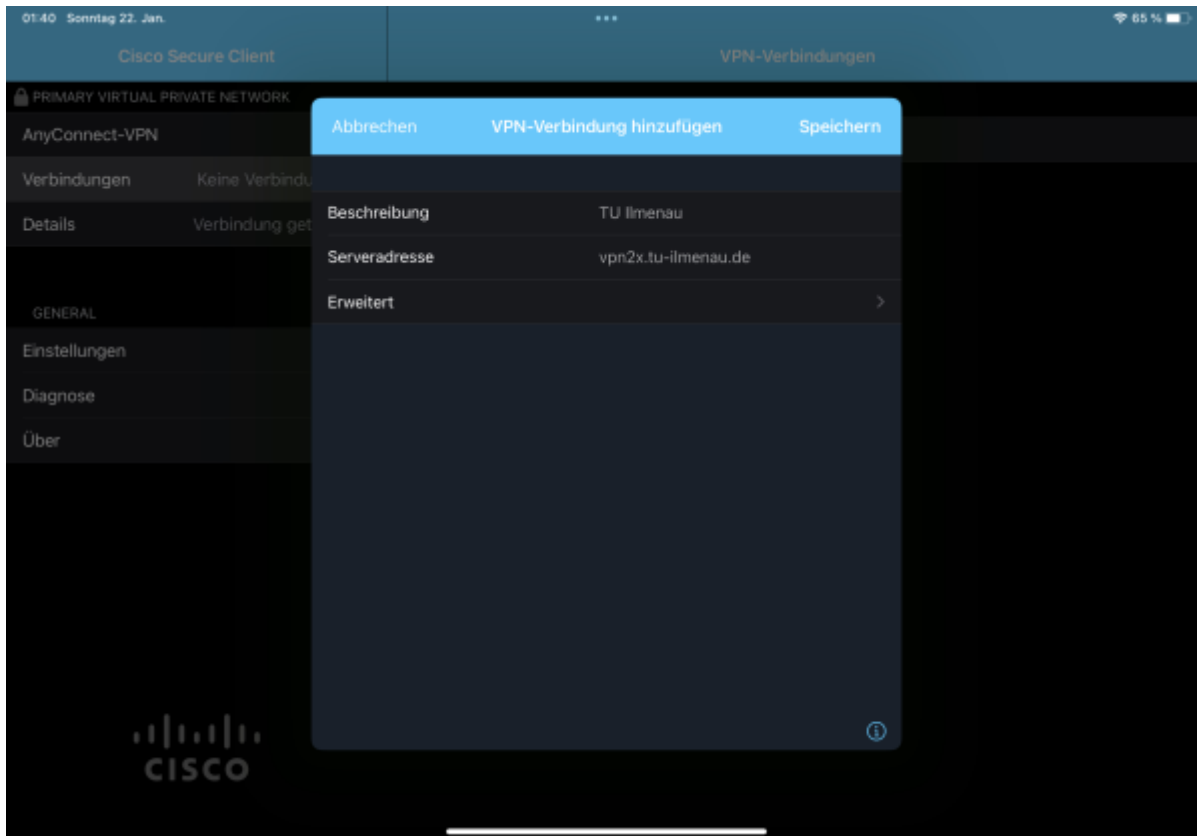 01:40 Sonntag 22. Jan.
65 %
Cisco Secure Client
VPN-Verbindungen
PRIMARY VIRTUAL PRIVATE NETWORK
AnyConnect-VPN
Verbindungen Keine Verbindu
Details Verbindung get
GENERAL
Einstellungen
Diagnose
Über
CISCO
Abbrechen VPN-Verbindung hinzufügen Speichern
Beschreibung TU Ilmenau
Serveradresse vpn2x.tu-ilmenau.de
Erweitert